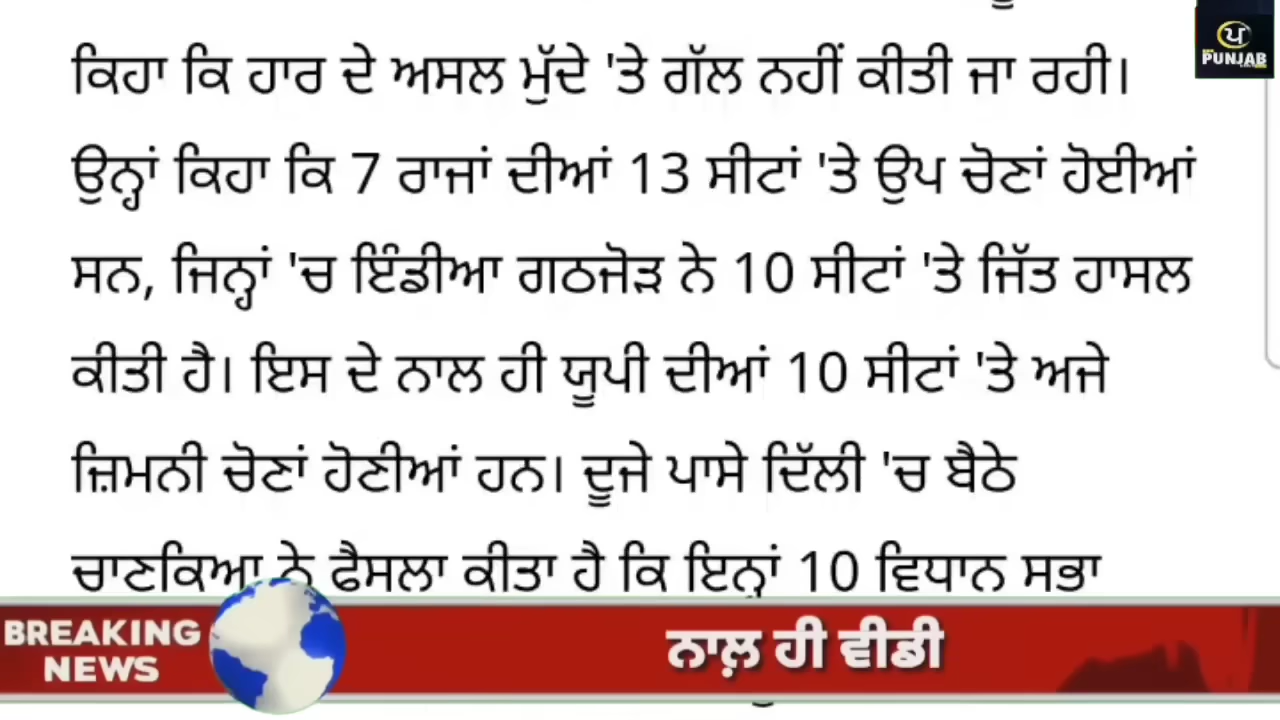 ਪ
PUNJAB
ਕਿਹਾ ਕਿ ਹਾਰ ਦੇ ਅਸਲ ਮੁੱਦੇ 'ਤੇ ਗੱਲ ਨਹੀਂ ਕੀਤੀ ਜਾ ਰਹੀ।
ਉਨ੍ਹਾਂ ਕਿਹਾ ਕਿ 7 ਰਾਜਾਂ ਦੀਆਂ 13 ਸੀਟਾਂ 'ਤੇ ਉਪ ਚੋਣਾਂ ਹੋਈਆਂ
ਸਨ, ਜਿਨ੍ਹਾਂ 'ਚ ਇੰਡੀਆ ਗਠਜੋੜ ਨੇ 10 ਸੀਟਾਂ 'ਤੇ ਜਿੱਤ ਹਾਸਲ
ਕੀਤੀ ਹੈ। ਇਸ ਦੇ ਨਾਲ ਹੀ ਯੂਪੀ ਦੀਆਂ 10 ਸੀਟਾਂ 'ਤੇ ਅਜੇ
ਜ਼ਿਮਨੀ ਚੋਣਾਂ ਹੋਣੀਆਂ ਹਨ। ਦੂਜੇ ਪਾਸੇ ਦਿੱਲੀ 'ਚ ਬੈਠੇ
ਚਾਣਕਿਆ ਨੇ ਫੈਸਲਾ ਕੀਤਾ ਹੈ ਕਿ ਇਨ੍ਹਾਂ 10 ਵਿਧਾਨ ਸਭਾ
BREAKING
NEWS
ਨਾਲ਼ ਹੀ ਵੀਡੀ